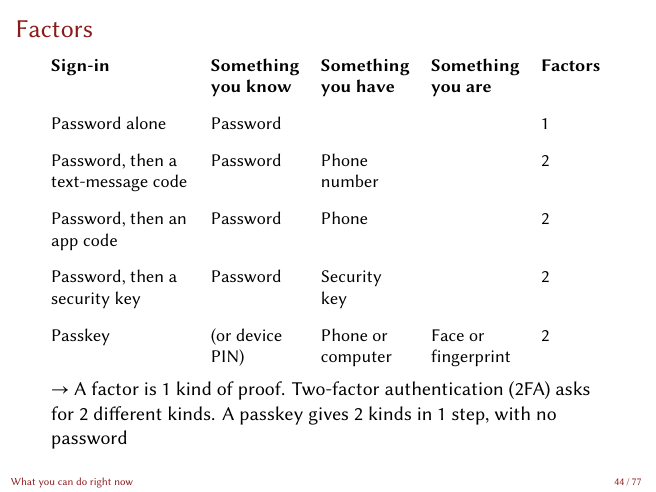 Factors
Sign-in Something you know Something you have Something you are Factors
Password alone Password 1
Password, then a text-message code Password Phone number 2
Password, then an app code Password Phone 2
Password, then a security key Password Security key 2
Passkey (or device PIN) Phone or computer Face or fingerprint 2
→ A factor is 1 kind of proof. Two-factor authentication (2FA) asks
for 2 different kinds. A passkey gives 2 kinds in 1 step, with no
password
What you can do right now 44 / 77